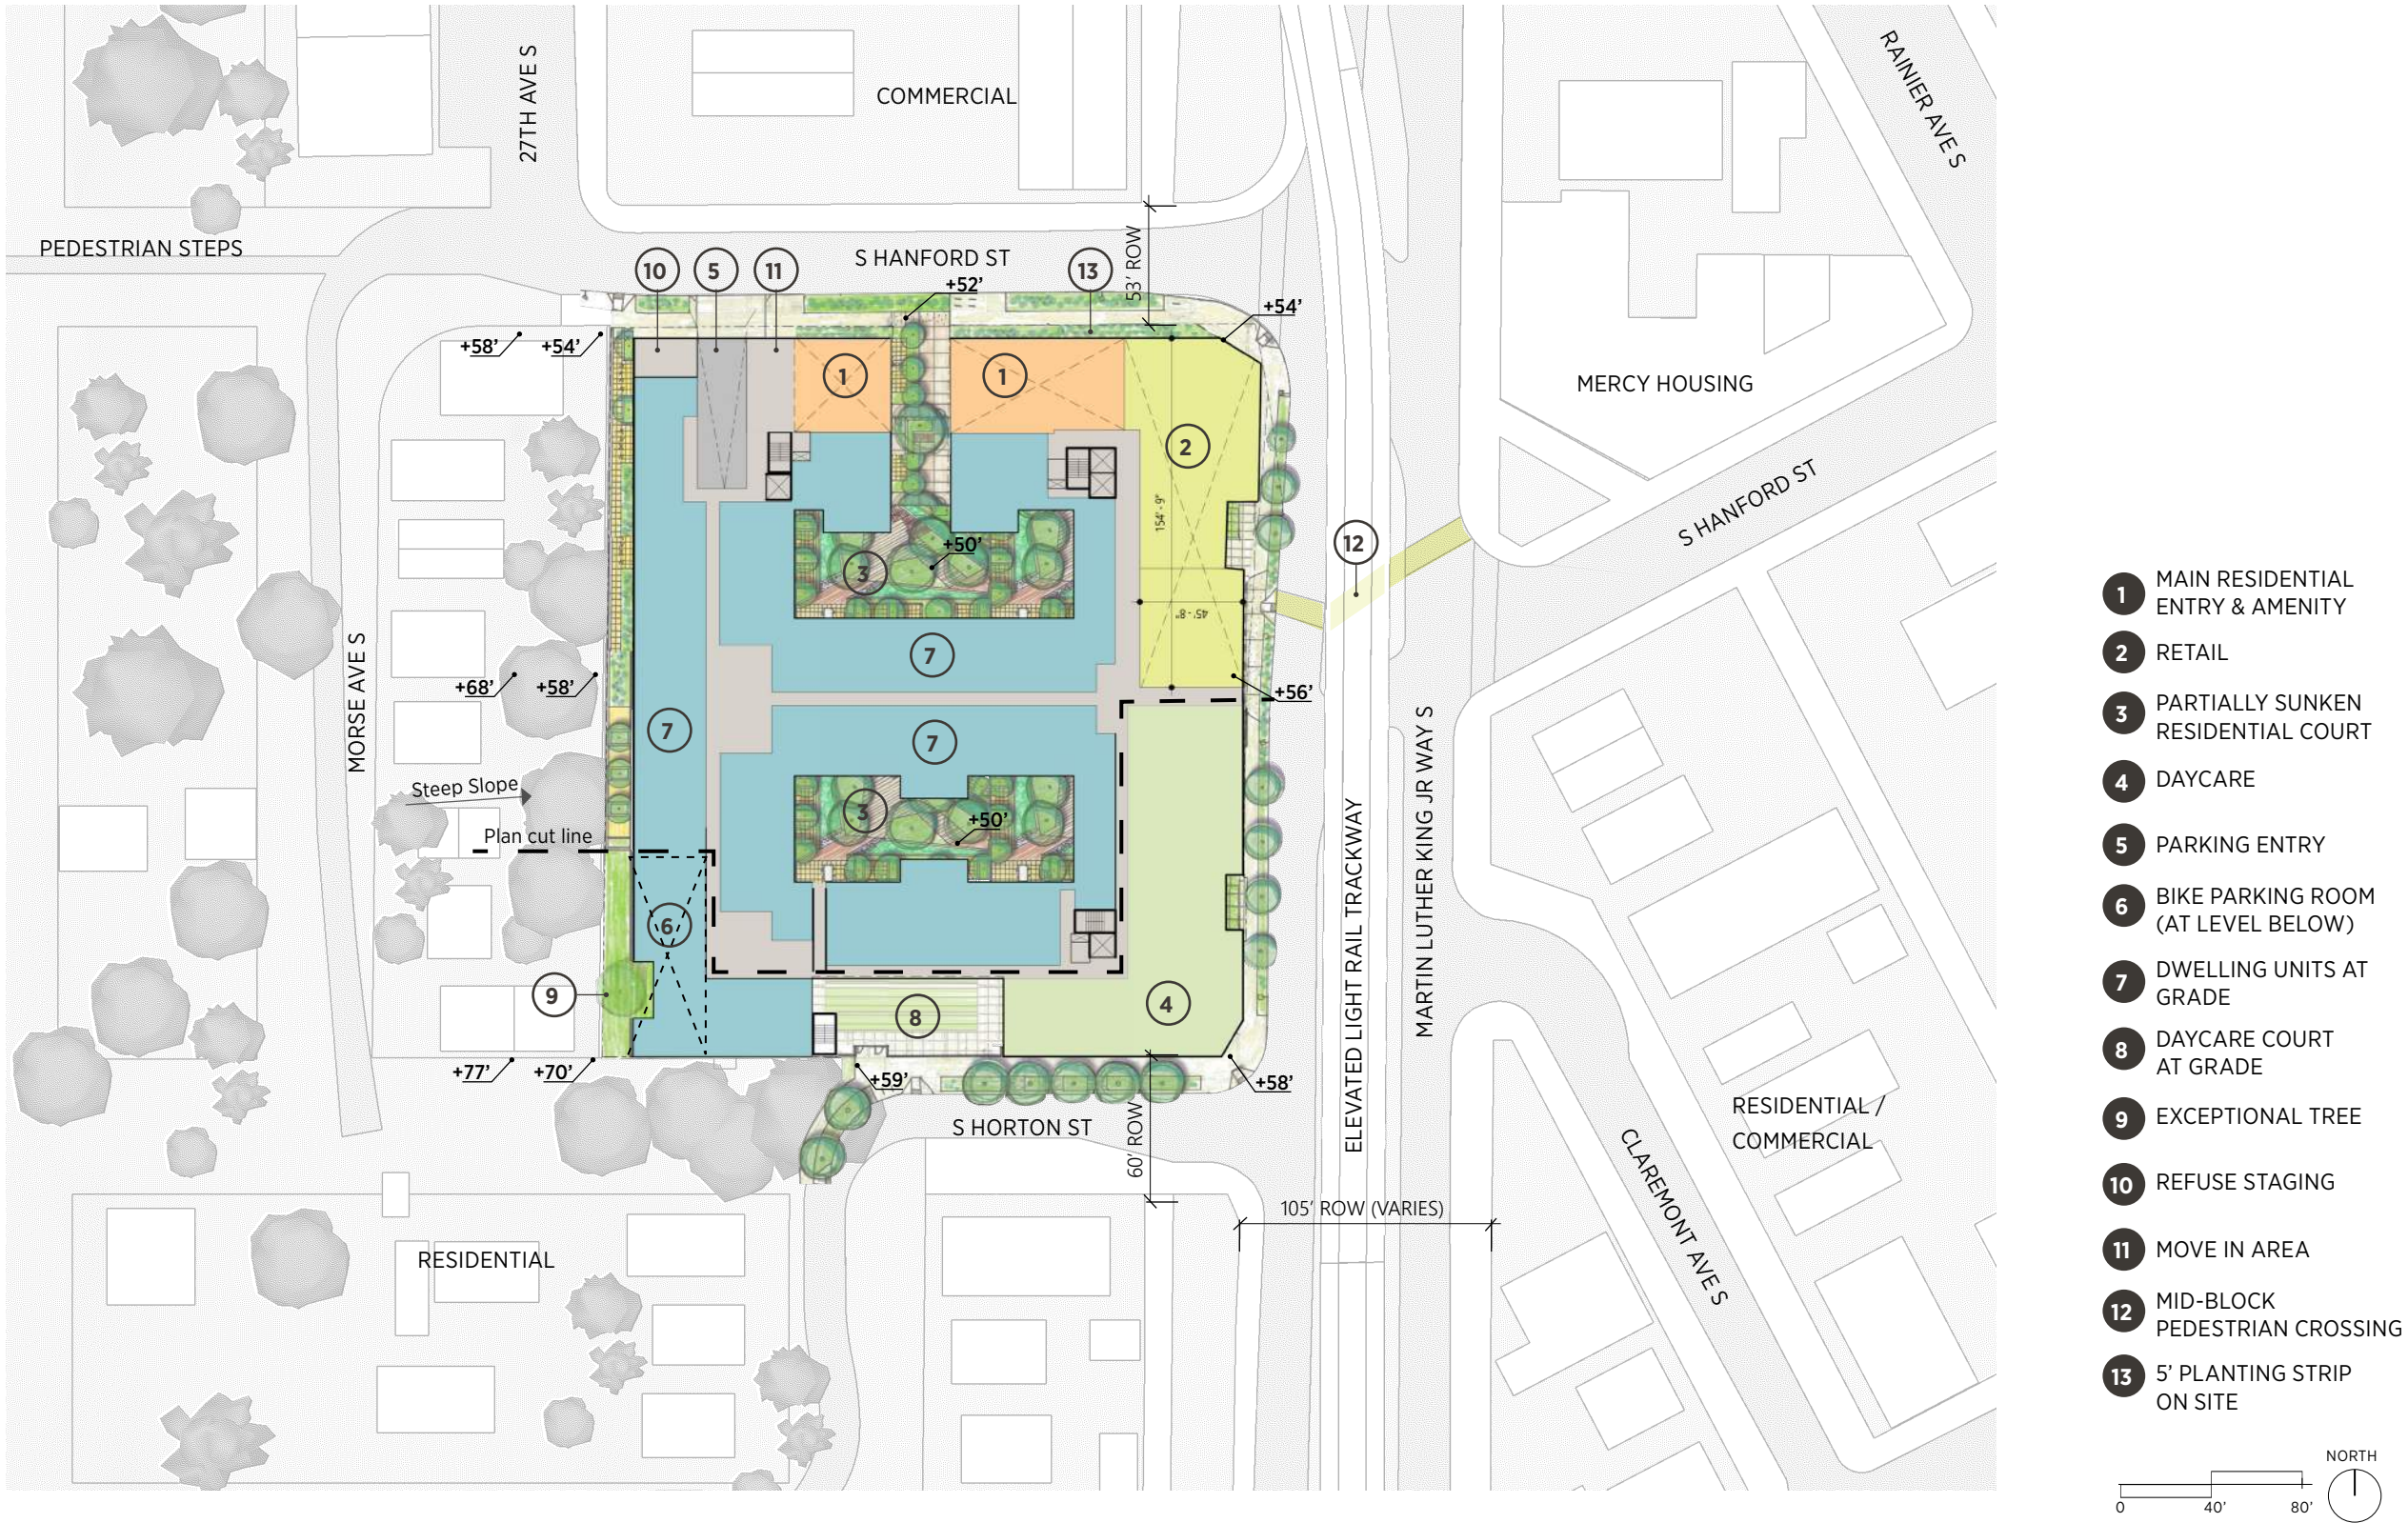 RAINIER AVE S
27TH AVE S
COMMERCIAL
PEDESTRIAN STEPS
S HANFORD ST
53' ROW
10
5
11
13
+52'
+54'
+58'
+54'
1
1
MERCY HOUSING
2
S HANFORD ST
154' - 9"
12
+50'
3
45' - 8"
7
MORSE AVE S
+68'
+58'
+56'
7
7
Steep Slope
Plan cut line
3
+50'
ELEVATED LIGHT RAIL TRACKWAY
MARTIN LUTHER KING JR WAY S
6
9
8
4
+77'
+70'
+59'
+58'
S HORTON ST
60' ROW
RESIDENTIAL /
COMMERCIAL
CLAREMONT AVE S
105' ROW (VARIES)
RESIDENTIAL
1 MAIN RESIDENTIAL
ENTRY & AMENITY
2 RETAIL
3 PARTIALLY SUNKEN
RESIDENTIAL COURT
4 DAYCARE
5 PARKING ENTRY
6 BIKE PARKING ROOM
(AT LEVEL BELOW)
7 DWELLING UNITS AT
GRADE
8 DAYCARE COURT
AT GRADE
9 EXCEPTIONAL TREE
10 REFUSE STAGING
11 MOVE IN AREA
12 MID-BLOCK
PEDESTRIAN CROSSING
13 5' PLANTING STRIP
ON SITE
NORTH
0 40' 80'